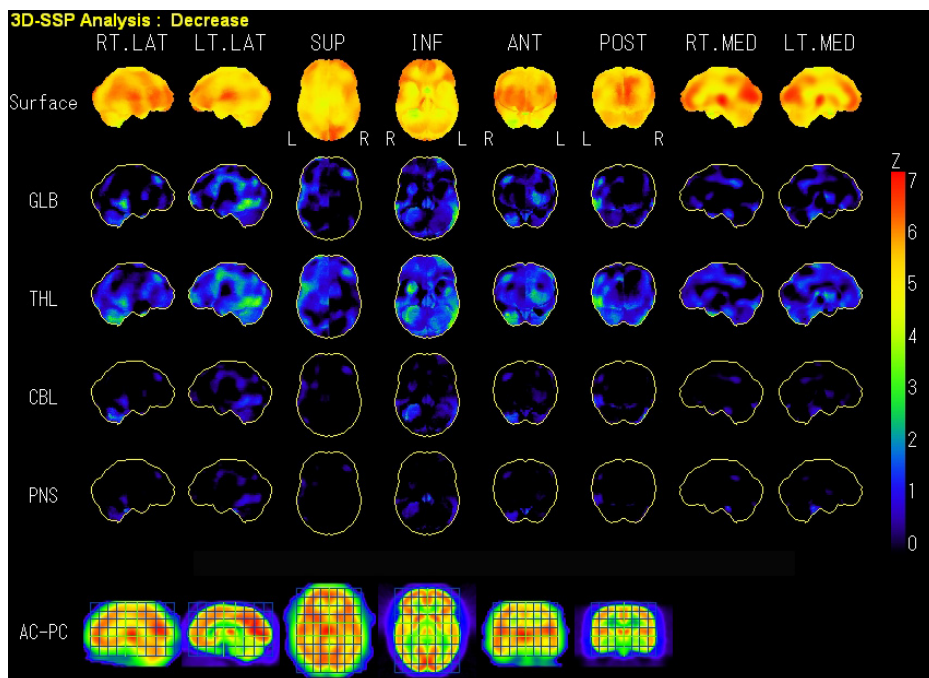 3D-SSP Analysis : Decrease
RT.LAT LT.LAT SUP INF ANT POST RT.MED LT.MED
Surface
L R R L R L L R
Z
GLB
7
6
THL
5
4
CBL
3
2
PNS
1
0
AC-PC